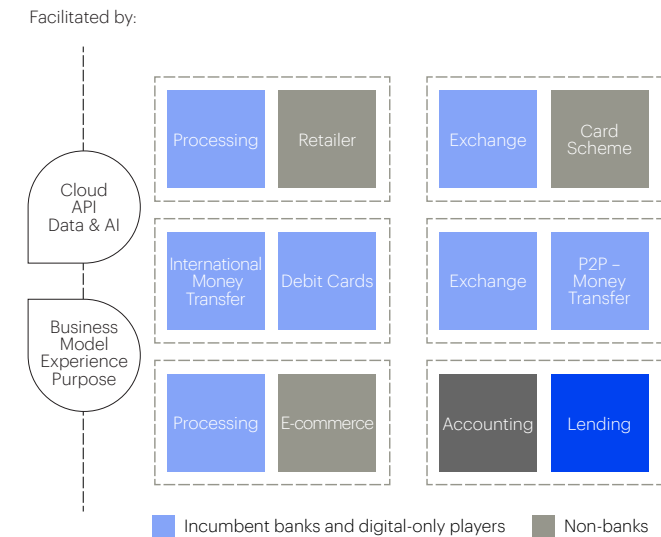 Facilitated by:
Processing
Retailer
Exchange
Card
Scheme
Cloud
API
Data & AI
International
Money
Transfer
Debit Cards
Exchange
P2P –
Money
Transfer
Business
Model
Experience
Purpose
Processing
E-commerce
Accounting
Lending
Incumbent banks and digital-only players
Non-banks